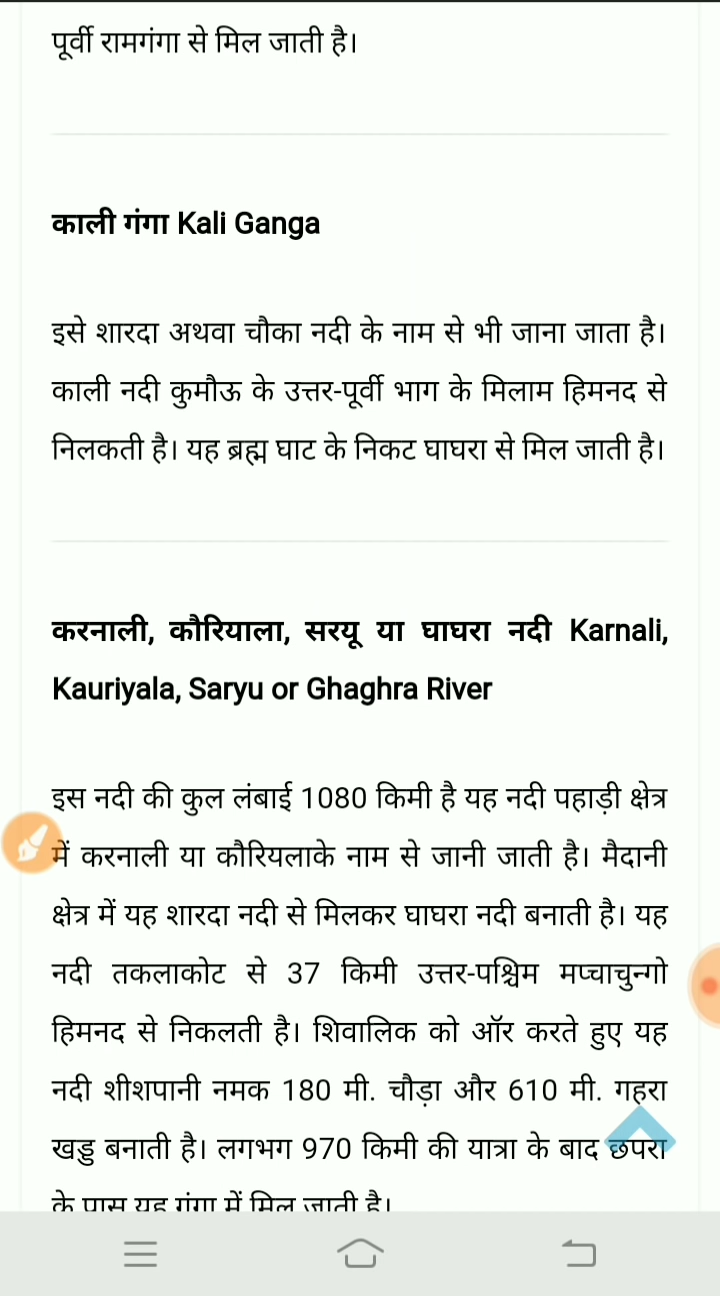 पूर्वी रामगंगा से मिल जाती है।
काली गंगा Kali Ganga
इसे शारदा अथवा चौका नदी के नाम से भी जाना जाता है।
काली नदी कुमौऊ के उत्तर-पूर्वी भाग के मिलाम हिमनद से
निलकती है। यह ब्रह्म घाट के निकट घाघरा से मिल जाती है।
करनाली, कौरियाला, सरयू या घाघरा नदी Karnali,
Kauriyala, Saryu or Ghaghra River
इस नदी की कुल लंबाई 1080 किमी है यह नदी पहाड़ी क्षेत्र
में करनाली या कौरियलाके नाम से जानी जाती है। मैदानी
क्षेत्र में यह शारदा नदी से मिलकर घाघरा नदी बनाती है। यह
नदी तकलाकोट से 37 किमी उत्तर-पश्चिम मप्चाचुन्गो
हिमनद से निकलती है। शिवालिक को ऑर करते हुए यह
नदी शीशपानी नमक 180 मी. चौड़ा और 610 मी. गहरा
खड्ड बनाती है। लगभग 970 किमी की यात्रा के बाद छपरा
के पास यह गंगा में मिल जाती है।